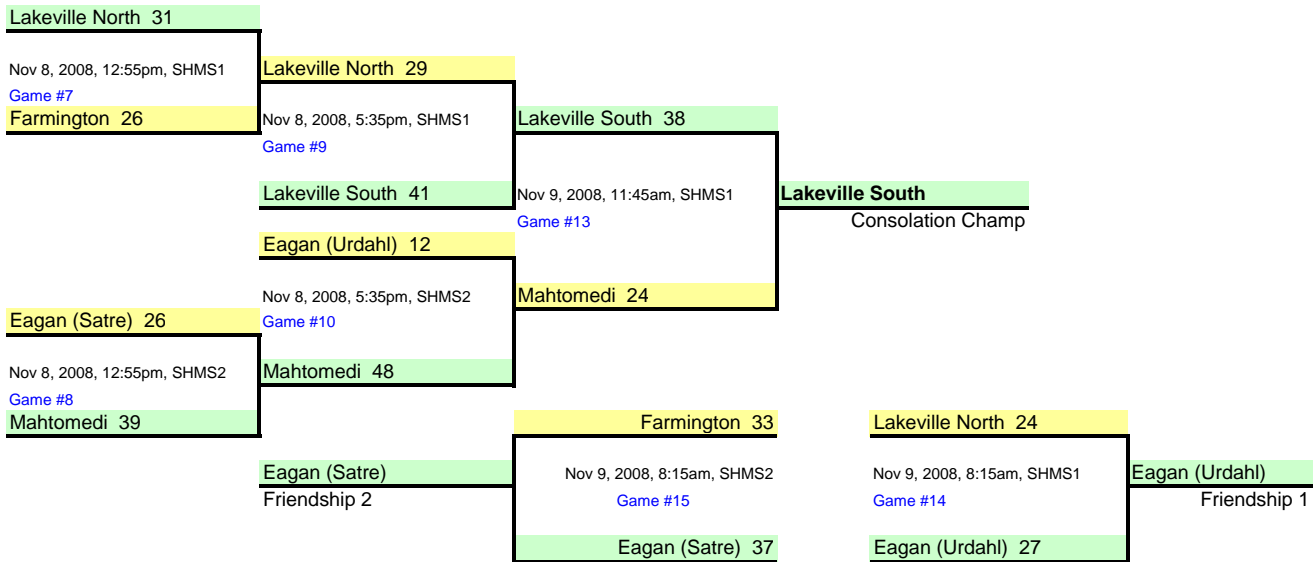 Lakeville North 31
Nov 8, 2008, 12:55pm, SHMS1
Lakeville North 29
Game #7
Farmington 26
Nov 8, 2008, 5:35pm, SHMS1
Lakeville South 38
Game #9
Lakeville South 41
Nov 9, 2008, 11:45am, SHMS1
Lakeville South
Game #13
Consolation Champ
Eagan (Urdahl) 12
Nov 8, 2008, 5:35pm, SHMS2
Mahtomedi 24
Eagan (Satre) 26
Game #10
Nov 8, 2008, 12:55pm, SHMS2
Mahtomedi 48
Game #8
Mahtomedi 39
Farmington 33
Lakeville North 24
Eagan (Satre)
Nov 9, 2008, 8:15am, SHMS2
Nov 9, 2008, 8:15am, SHMS1
Eagan (Urdahl)
Friendship 2
Game #15
Game #14
Friendship 1
Eagan (Satre) 37
Eagan (Urdahl) 27